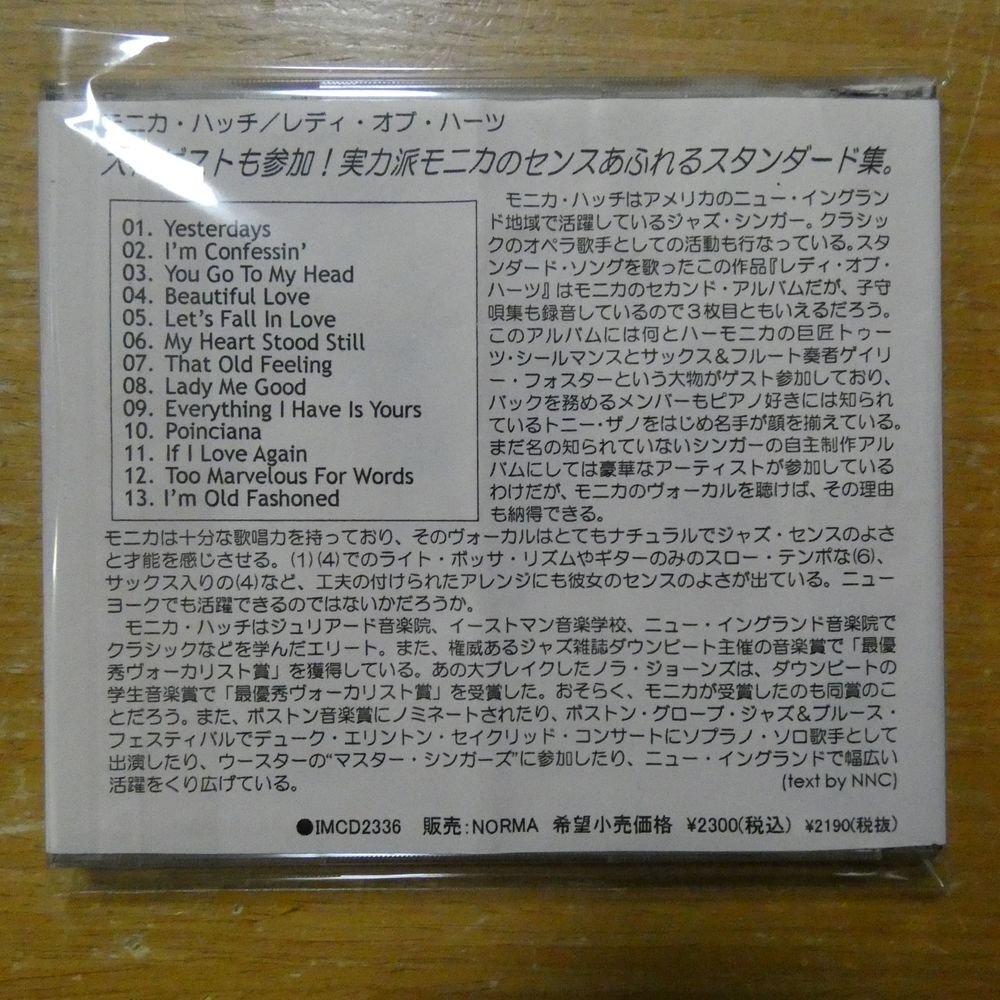 モニカ・ハッチ／レディ・オブ・ハーツ
大物ゲストも参加！実力派モニカのセンスあふれるスタンダード集。
01. Yesterdays
02. I'm Confessin'
03. You Go To My Head
04. Beautiful Love
05. Let's Fall In Love
06. My Heart Stood Still
07. That Old Feeling
08. Lady Me Good
09. Everything I Have Is Yours
10. Poinciana
11. If I Love Again
12. Too Marvelous For Words
13. I'm Old Fashoned
モニカ・ハッチはアメリカのニュー・イングラン
ド地域で活躍しているジャズ・シンガー。クラシッ
クのオペラ歌手としての活動も行なっている。スタ
ンダード・ソングを歌ったこの作品『レディ・オブ・
ハーツ』はモニカのセカンド・アルバムだが、子守
唄集も録音しているので３枚目ともいえるだろう。
このアルバムには何とハーモニカの巨匠トゥー
ツ・シールマンスとサックス&フルート奏者ゲイリ
ー・フォスターという大物がゲスト参加しており、
バックを務めるメンバーもピアノ好きには知られ
ているトニー・ザノをはじめ名手が顔を揃えている。
まだ名の知られていないシンガーの自主制作アル
バムにしては豪華なアーティストが参加している
わけだが、モニカのヴォーカルを聴けば、その理由
も納得できる。
モニカは十分な歌唱力を持っており、そのヴォーカルはとてもナチュラルでジャズ・センスのよさ
と才能を感じさせる。(1)(4)でのライト・ボッサ・リズムやギターのみのスロー・テンポな(6)、
サックス入りの(4)など、工夫の付けられたアレンジにも彼女のセンスのよさが出ている。ニュー
ヨークでも活躍できるのではないかだろうか。
モニカ・ハッチはジュリアード音楽院、イーストマン音楽学校、ニュー・イングランド音楽院で
クラシックなどを学んだエリート。また、権威あるジャズ雑誌ダウンビート主催の音楽賞で「最優
秀ヴォーカリスト賞」を獲得している。あの大ブレイクしたノラ・ジョーンズは、ダウンビートの
学生音楽賞で「最優秀ヴォーカリスト賞」を受賞した。おそらく、モニカが受賞したのも同賞のこ
とだろう。また、ボストン音楽賞にノミネートされたり、ボストン・グローブ・ジャズ&ブルース・
フェスティバルでデューク・エリントン・セイクリッド・コンサートにソプラノ・ソロ歌手として
出演したり、ウースターの“マスター・シンガーズ”に参加したり、ニュー・イングランドで幅広い
活躍をくり広げている。
(text by NNC)
●IMCD2336 販売：NORMA 希望小売価格 ¥2300(税込) ¥2190(税抜)